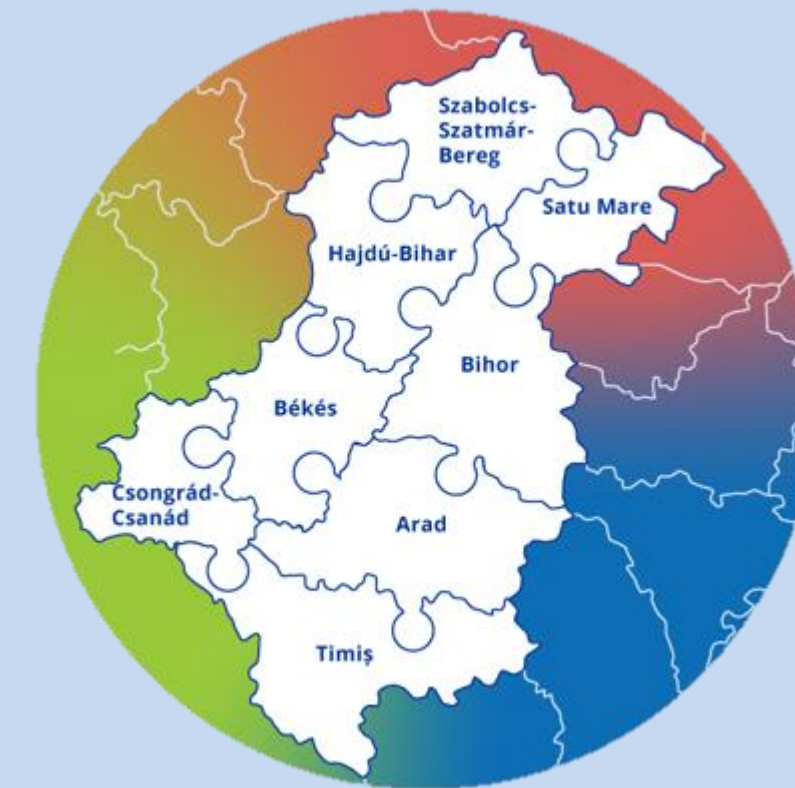 Szabolcs-
Szatmár-
Bereg
Satu Mare
Hajdú-Bihar
Bihor
Békés
Csongrád-
Csanád
Arad
Timiș